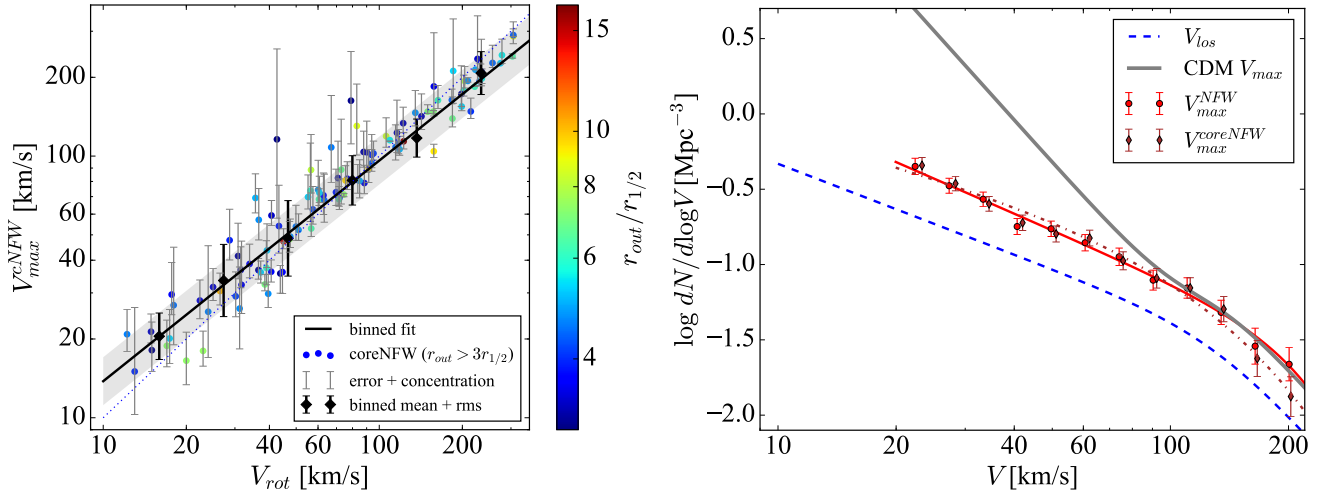 200
100
60
40
20
10
V_max^rcNFW [km/s]
10 20 40 60 100 200
V_rot [km/s]
binned fit
coreNFW (r_out > 3r_1/2)
error + concentration
binned mean + rms
15
10
8
6
4
r_out/r_1/2
0.5
0.0
−0.5
−1.0
−1.5
−2.0
log dN/dlogV [Mpc⁻³]
10 20 40 60 100 200
V [km/s]
V_los
CDM V_max
V_max^NFW
V_max^coreNFW